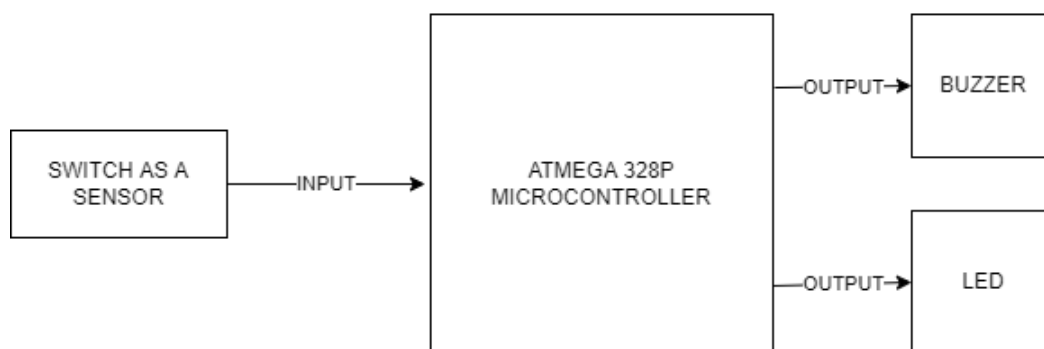 SWITCH AS A
SENSOR
INPUT
ATMEGA 328P
MICROCONTROLLER
OUTPUT
BUZZER
OUTPUT
LED